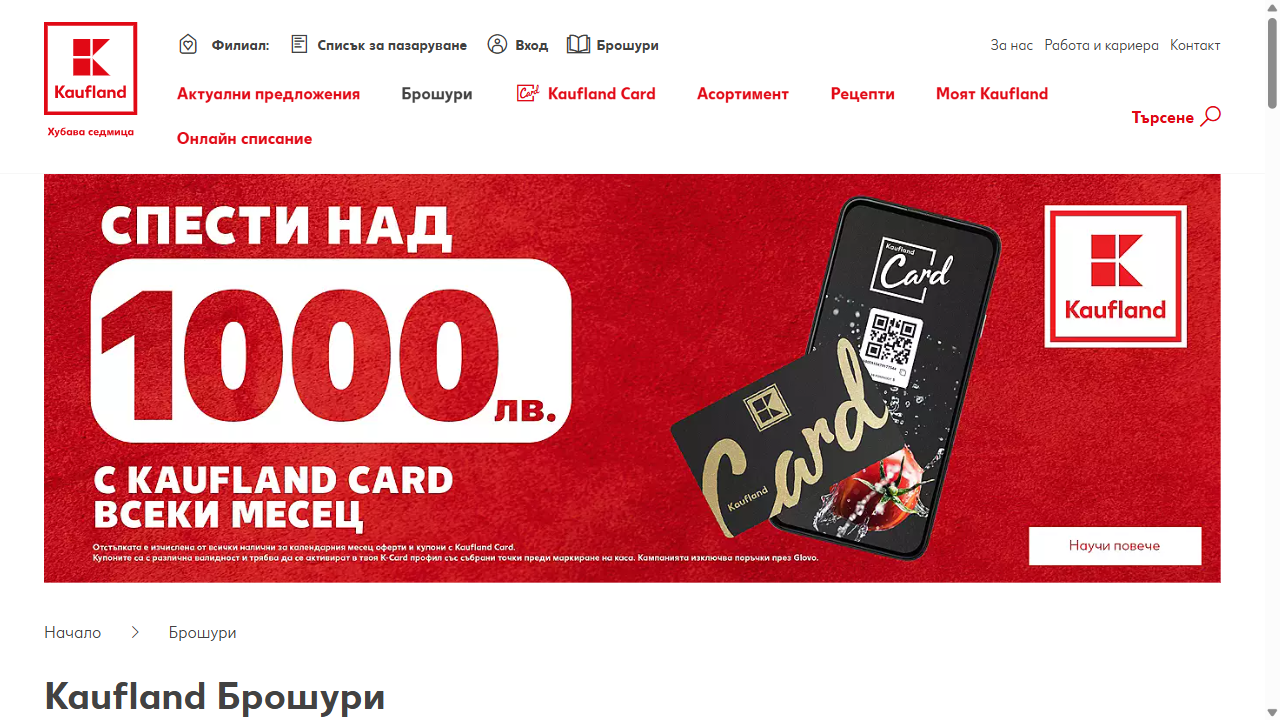 Kaufland
Хубава седмица
Филиал:
Списък за пазаруване
Вход
Брошури
За нас
Работа и кариера
Контакт
Актуални предложения
Брошури
Card
Kaufland Card
Асортимент
Рецепти
Моят Kaufland
Онлайн списание
Търсене
СПЕСТИ НАД
1000 лв.
С KAUFLAND CARD
ВСЕКИ МЕСЕЦ
Отстъпката е изчислена от всички налични за календарния месец оферти и купони с Kaufland Card.
Купоните са с различна валидност и трябва да се активират в твоя K-Card профил със събрани точки преди маркиране на каса. Кампанията изключва поръчки през Glovo.
Kaufland
Card
Kaufland
Card
Kaufland
Научи повече
Начало
Брошури
Kaufland Брошури